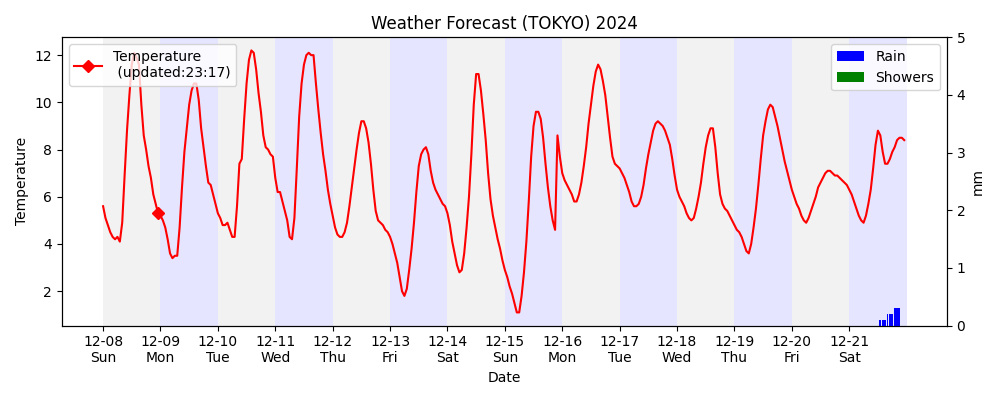 Weather Forecast (TOKYO) 2024
Temperature
(updated:23:17)
Rain
Showers
Temperature
12
10
8
6
4
2
5
4
3
2
1
0
mm
12-08 12-09 12-10 12-11 12-12 12-13 12-14 12-15 12-16 12-17 12-18 12-19 12-20 12-21
Sun Mon Tue Wed Thu Fri Sat Sun Mon Tue Wed Thu Fri Sat
Date